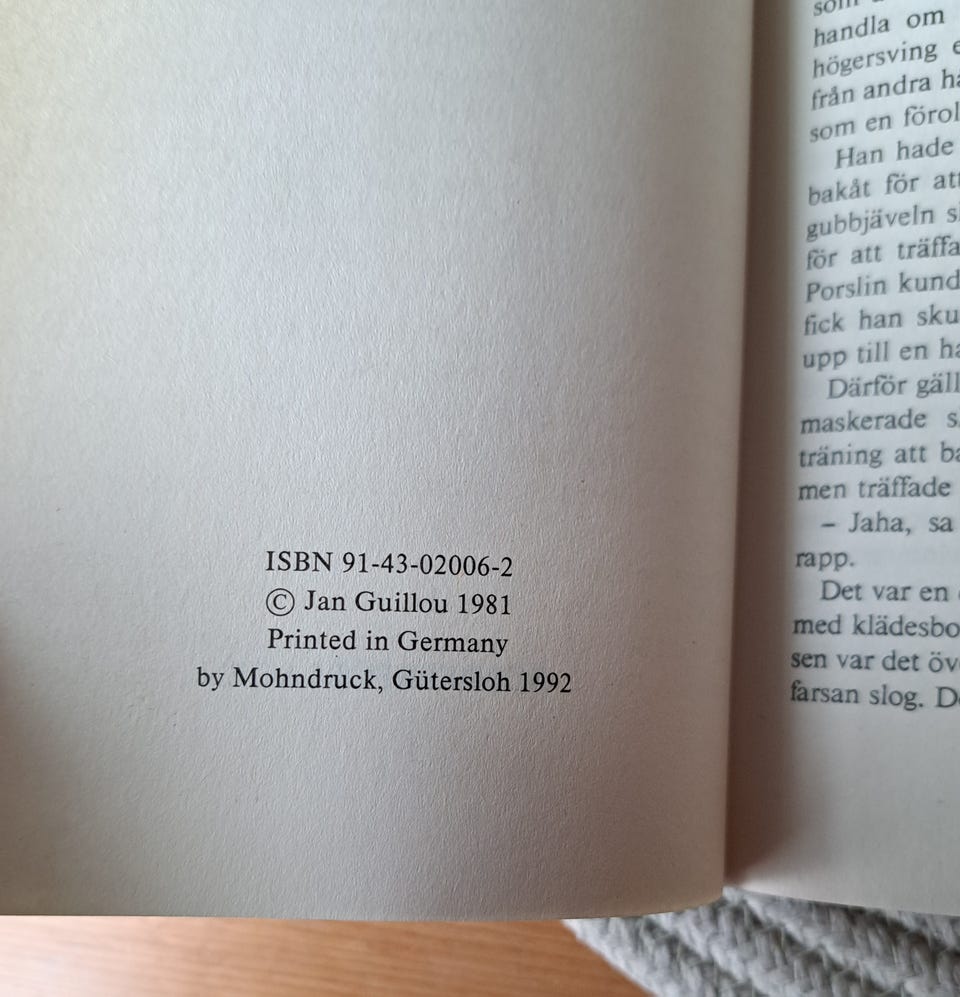 ISBN 91-43-02006-2
© Jan Guillou 1981
Printed in Germany
by Mohndruck, Gütersloh 1992
handla om
högersving
från andra
som en
Han hade
bakåt för
gubbjäveln
för att
Porslin
fick han
upp till en
Därför
maskerade
träning att
men träffade
– Jaha, sa
rapp.
Det var en
med
sen var det
farsan slog.